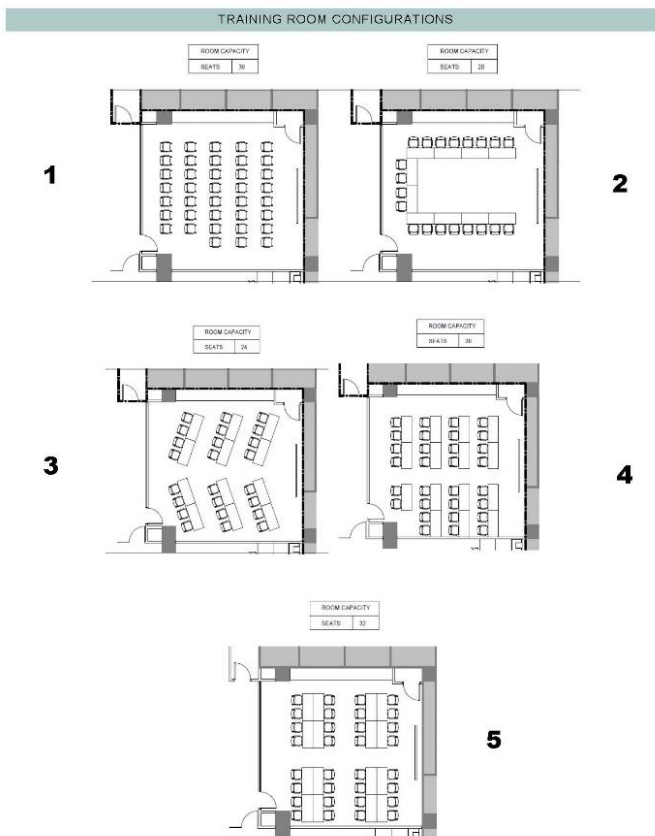 TRAINING ROOM CONFIGURATIONS
ROOM CAPACITY
SEATS
ROOM CAPACITY
SEATS 20
1
2
ROOM CAPACITY
SEATS 24
ROOM CAPACITY
SEATS 30
3
4
ROOM CAPACITY
SEATS 32
5